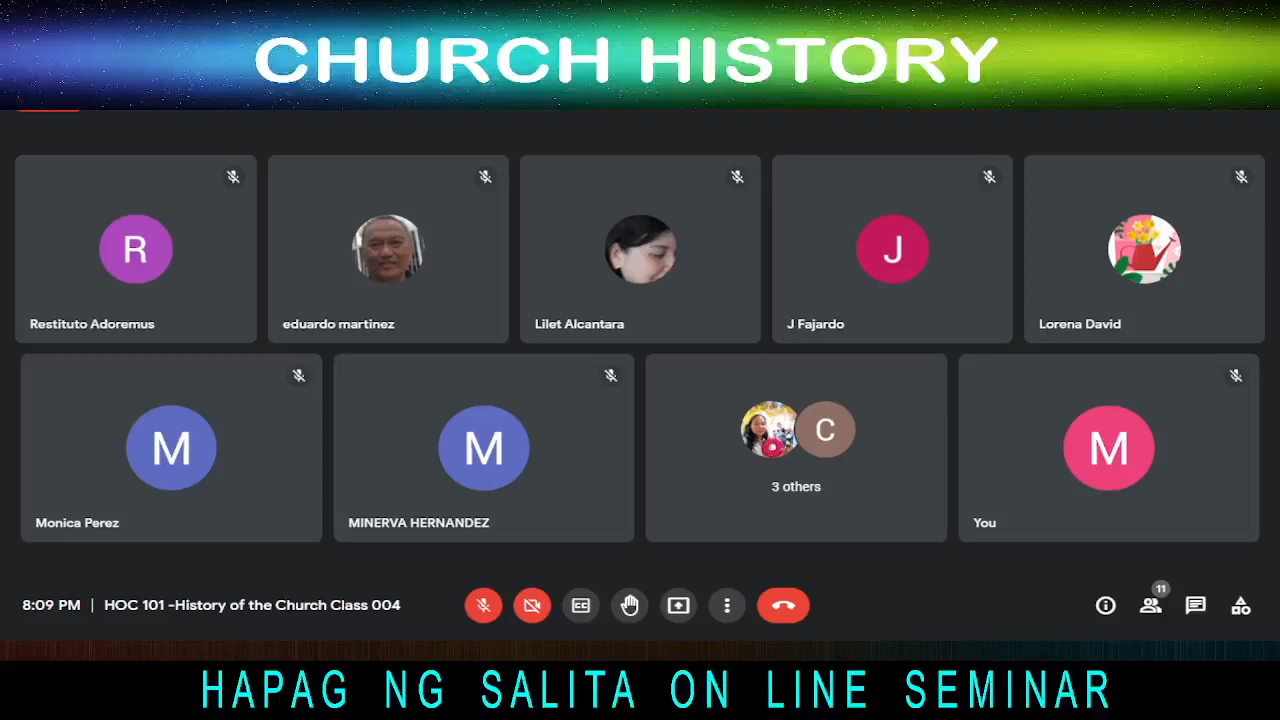 CHURCH HISTORY
R
J
Restituto Adoremus
eduardo martinez
Lilet Alcantara
J Fajardo
Lorena David
M
M
C
M
3 others
Monica Perez
MINERVA HERNANDEZ
You
11
8:09 PM | HOC 101 -History of the Church Class 004
CC
HAPAG NG SALITA ON LINE SEMINAR